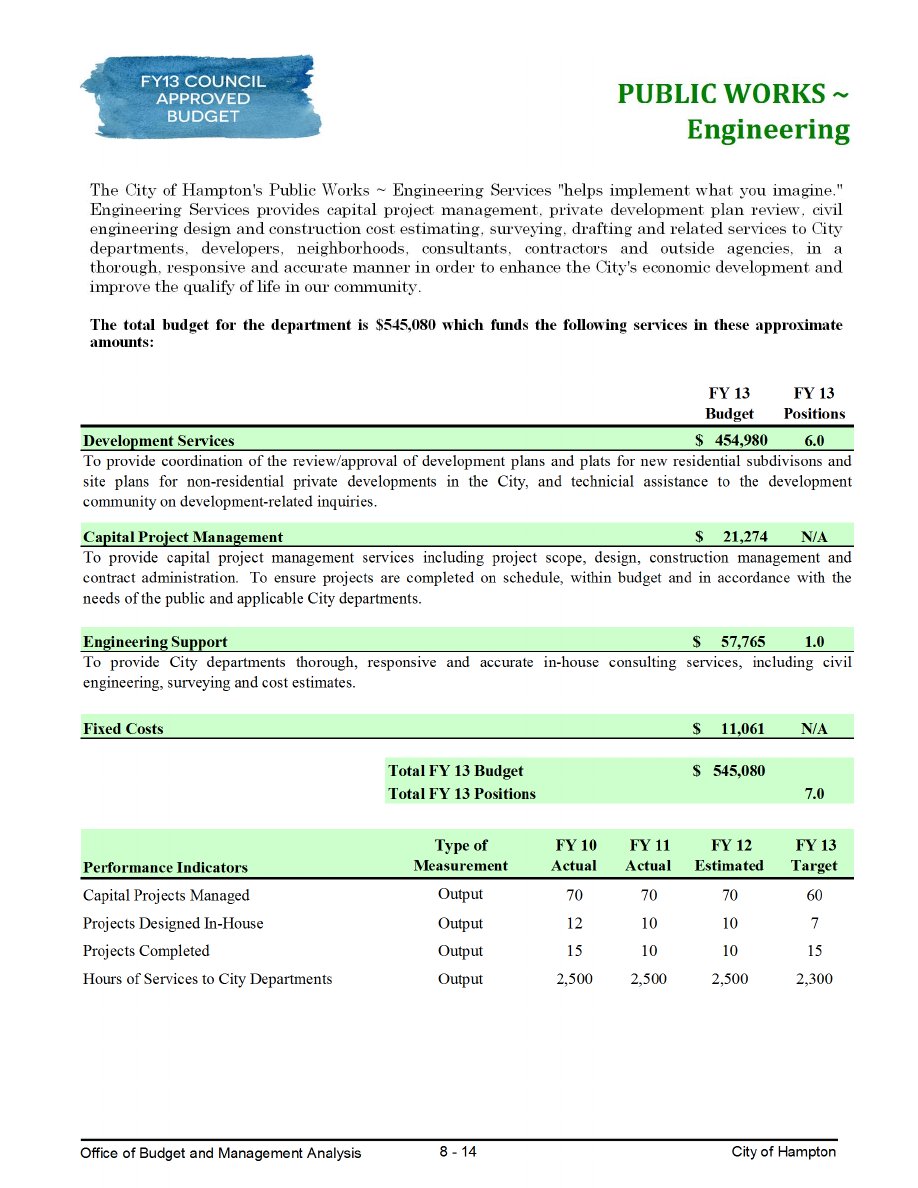 FY13 COUNCIL
APPROVED
BUDGET
PUBLIC WORKS ~
Engineering
The City of Hampton's Public Works ~ Engineering Services "helps implement what you imagine."
Engineering Services provides capital project management, private development plan review, civil
engineering design and construction cost estimating, surveying, drafting and related services to City
departments, developers, neighborhoods, consultants, contractors and outside agencies, in a
thorough, responsive and accurate manner in order to enhance the City's economic development and
improve the qualify of life in our community.
The total budget for the department is $545,080 which funds the following services in these approximate
amounts:
FY 13 FY 13
Budget Positions
Development Services $ 454,980 6.0
To provide coordination of the review/approval of development plans and plats for new residential subdivisons and
site plans for non-residential private developments in the City, and technicial assistance to the development
community on development-related inquiries.
Capital Project Management $ 21,274 N/A
To provide capital project management services including project scope, design, construction management and
contract administration. To ensure projects are completed on schedule, within budget and in accordance with the
needs of the public and applicable City departments.
Engineering Support $ 57,765 1.0
To provide City departments thorough, responsive and accurate in-house consulting services, including civil
engineering, surveying and cost estimates.
Fixed Costs $ 11,061 N/A
Total FY 13 Budget $ 545,080
Total FY 13 Positions 7.0
Type of FY 10 FY 11 FY 12 FY 13
Performance Indicators Measurement Actual Actual Estimated Target
Capital Projects Managed Output 70 70 70 60
Projects Designed In-House Output 12 10 10 7
Projects Completed Output 15 10 10 15
Hours of Services to City Departments Output 2,500 2,500 2,500 2,300
Office of Budget and Management Analysis 8 - 14 City of Hampton